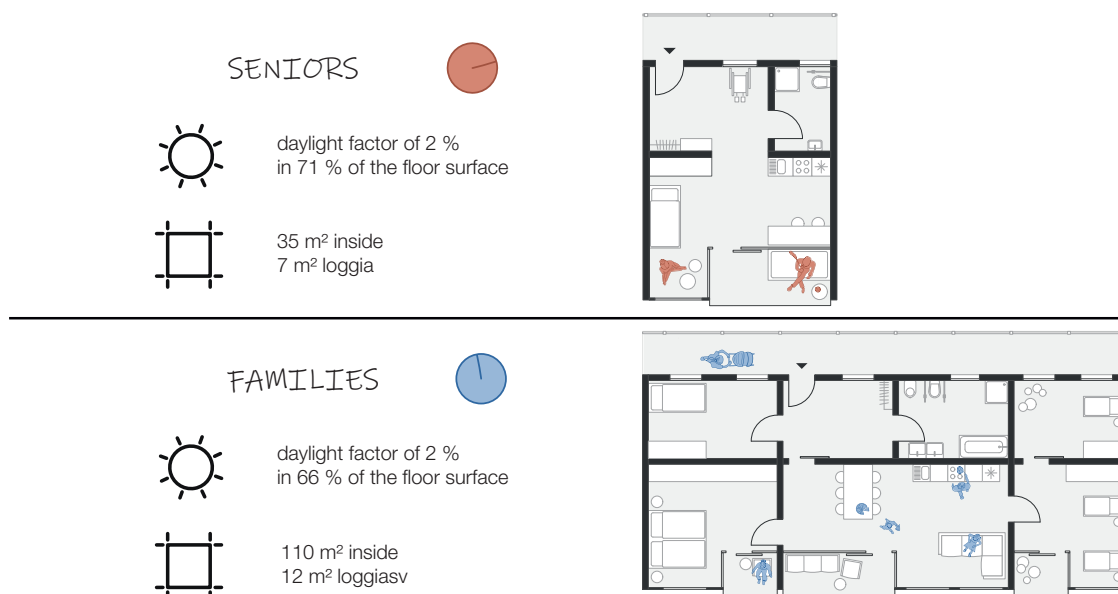 SENIORS
daylight factor of 2 %
in 71 % of the floor surface
35 m² inside
7 m² loggia
FAMILIES
daylight factor of 2 %
in 66 % of the floor surface
110 m² inside
12 m² loggiasv